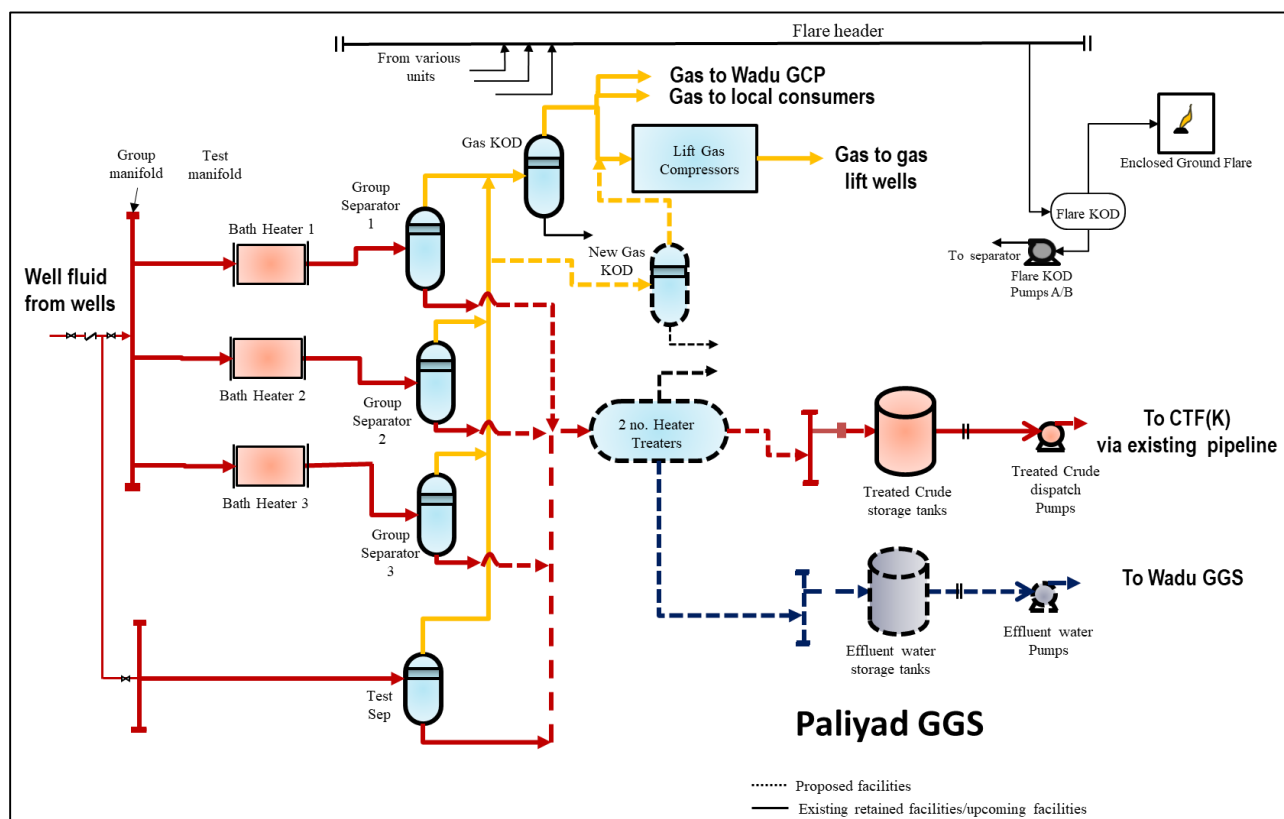 Flare header
From various
units
Gas to Wadu GCP
Gas to local consumers
Gas KOD
Lift Gas
Compressors
Gas to gas
lift wells
Enclosed Ground Flare
Flare KOD
To separator
Flare KOD
Pumps A/B
Group
manifold
Test
manifold
Group
Separator
1
Bath Heater 1
New Gas
KOD
Well fluid
from wells
Bath Heater 2
Group
Separator
2
2 no. Heater
Treaters
To CTF(K)
via existing pipeline
Treated Crude
storage tanks
Treated Crude
dispatch
Pumps
Bath Heater 3
Group
Separator
3
To Wadu GGS
Effluent water
storage tanks
Effluent water
Pumps
Test
Sep
Paliyad GGS
Proposed facilities
Existing retained facilities/upcoming facilities